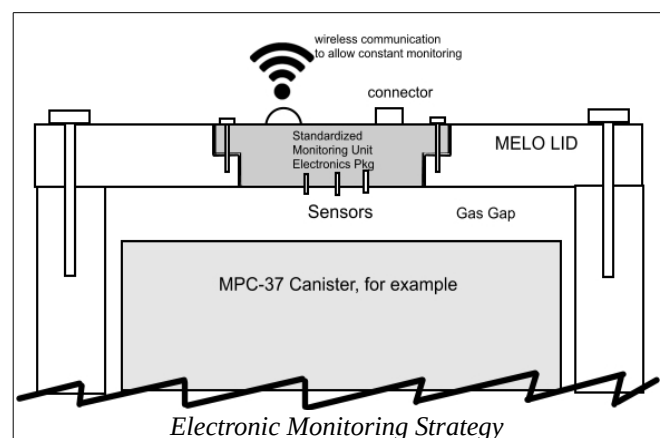 wireless communication
to allow constant monitoring
connector
Standardized
Monitoring Unit
Electronics Pkg
MELO LID
Sensors
Gas Gap
MPC-37 Canister, for example
Electronic Monitoring Strategy